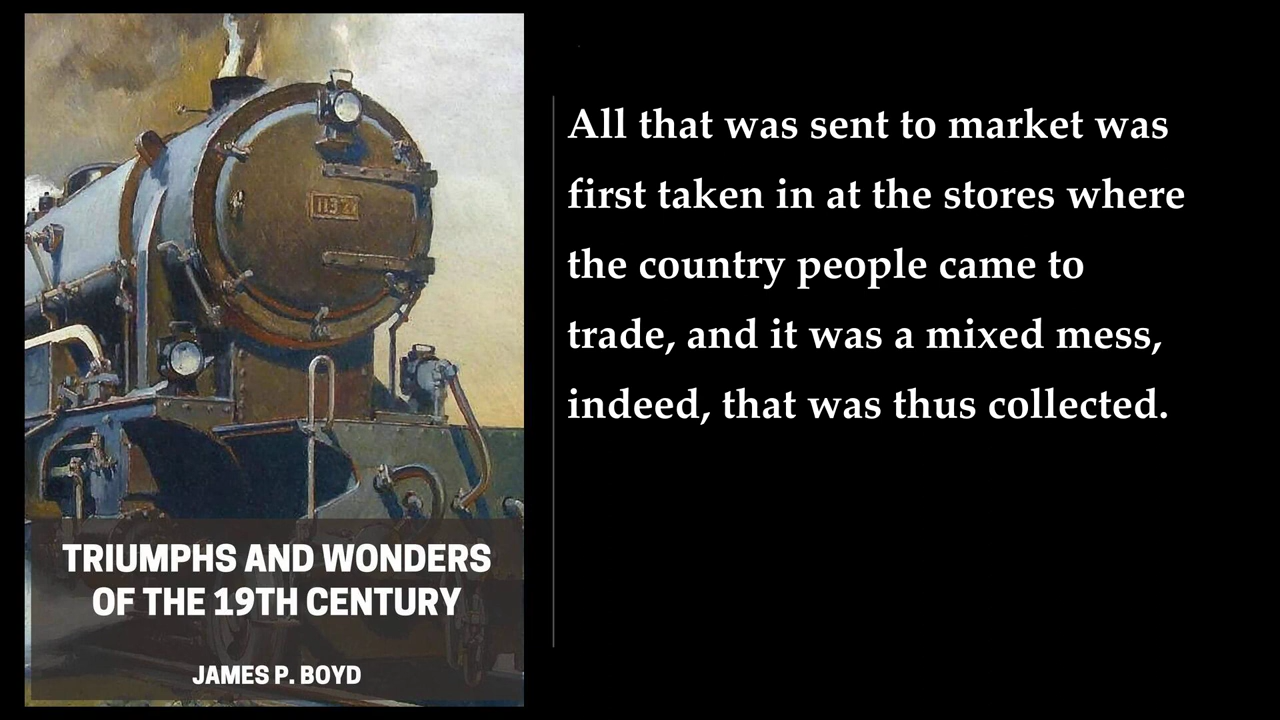 All that was sent to market was
first taken in at the stores where
the country people came to
trade, and it was a mixed mess,
indeed, that was thus collected.
TRIUMPHS AND WONDERS
OF THE 19TH CENTURY
JAMES P. BOYD